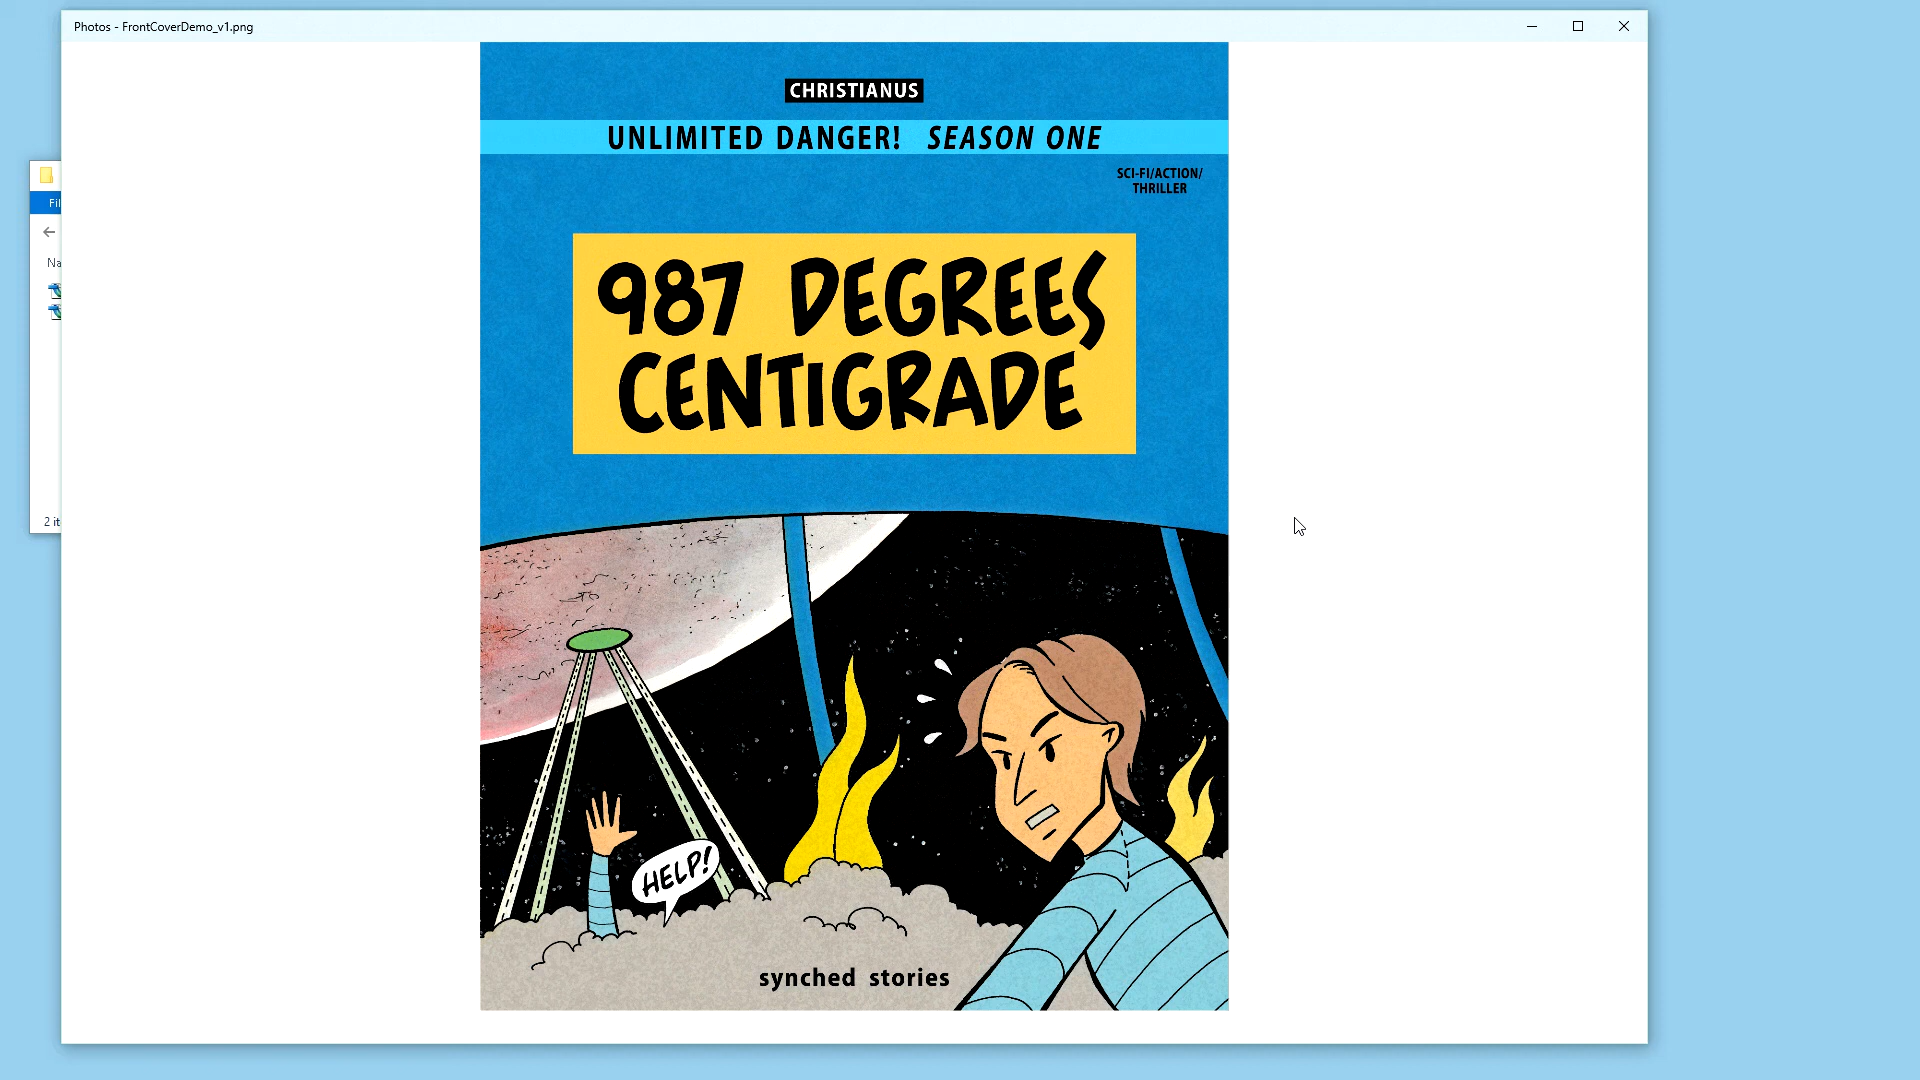 Photos - FrontCoverDemo_v1.png
CHRISTIANUS
UNLIMITED DANGER! SEASON ONE
SCI-FI/ACTION/
THRILLER
987 DEGREES
CENTIGRADE
HELP!
synched stories